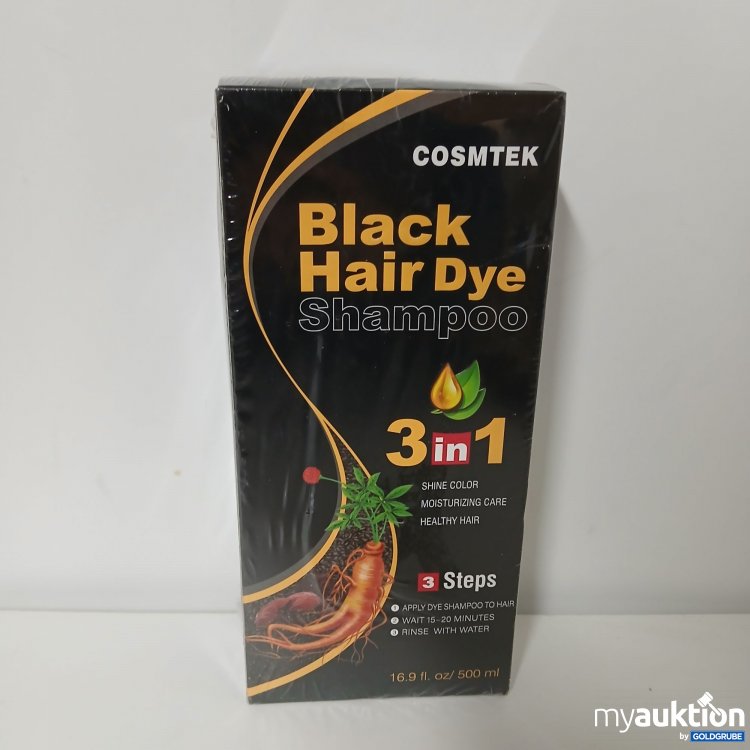 COSMTEK
Black
Hair Dye
Shampoo
3 in 1
SHINE COLOR
MOISTURIZING CARE
HEALTHY HAIR
3 Steps
1 APPLY DYE SHAMPOO TO HAIR
2 WAIT 15-20 MINUTES
3 RINSE WITH WATER
16.9 fl. oz/ 500 ml
myauktion
by GOLDGRUBE